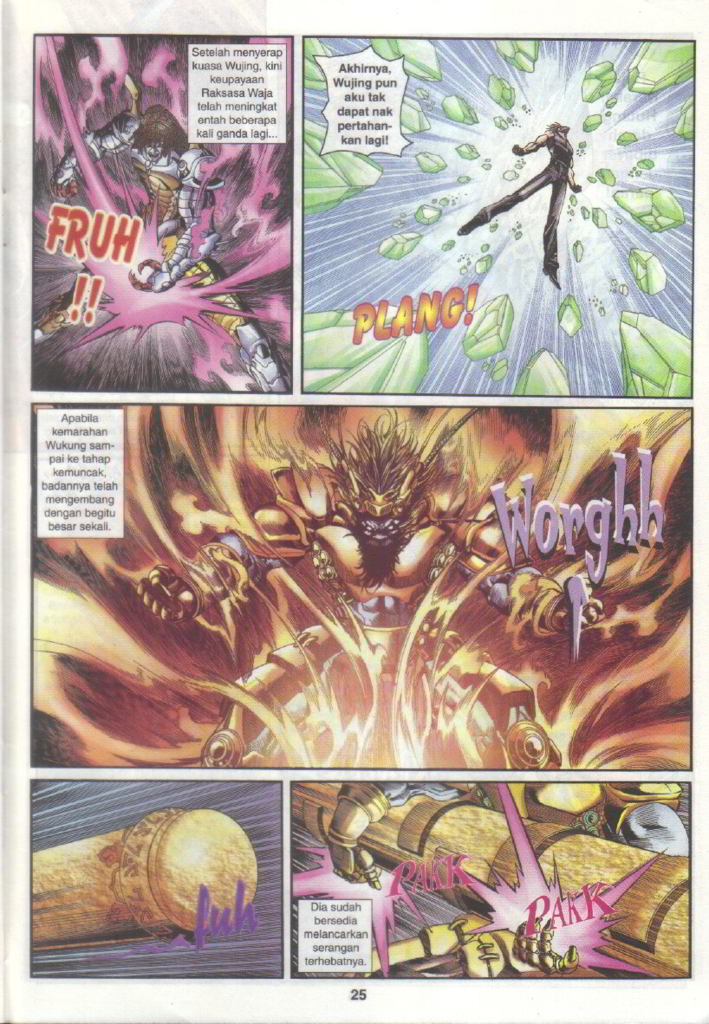 Setelah menyerap
kuasa Wujing, kini
keupayaan
Raksasa Waja
telah meningkat
entah beberapa
kali ganda lagi...
FRUH
!!
Akhirnya,
Wujing pun
aku tak
dapat nak
pertahan-
kan lagi!
PLANG!
Apabila
kemarahan
Wukung sam-
pai ke tahap
kemuncak,
badannya telah
mengembang
dengan begitu
besar sekali.
Worghh
!
fuh
PAKK
PAKK
Dia sudah
bersedia
melancarkan
serangan
terhebatnya.
25